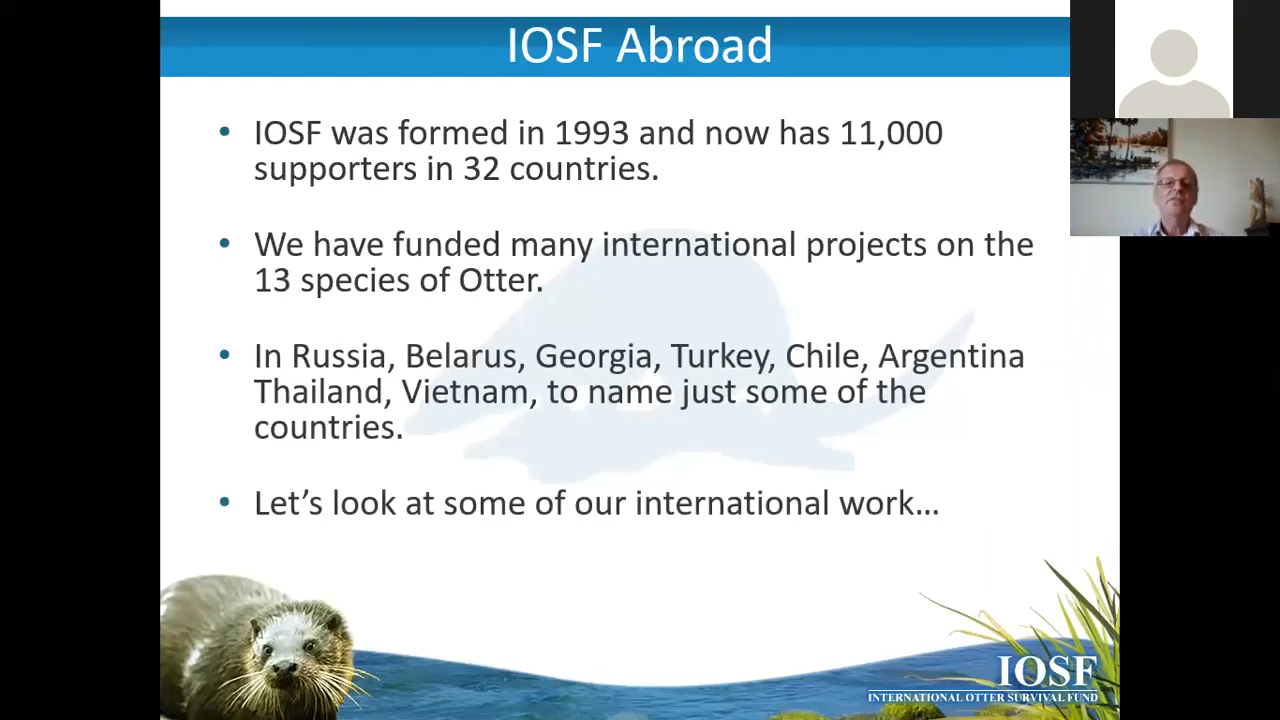 IOSF Abroad
• IOSF was formed in 1993 and now has 11,000
supporters in 32 countries.
• We have funded many international projects on the
13 species of Otter.
• In Russia, Belarus, Georgia, Turkey, Chile, Argentina
Thailand, Vietnam, to name just some of the
countries.
• Let’s look at some of our international work…
IOSF
INTERNATIONAL OTTER SURVIVAL FUND